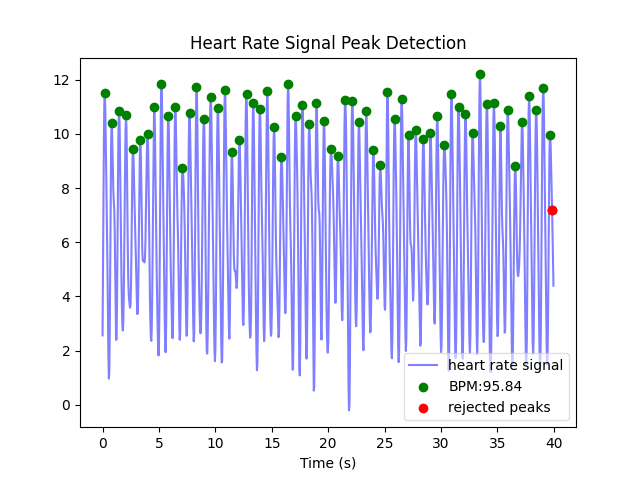 Heart Rate Signal Peak Detection
12
10
8
6
4
2
0
heart rate signal
BPM:95.84
rejected peaks
0 5 10 15 20 25 30 35 40
Time (s)